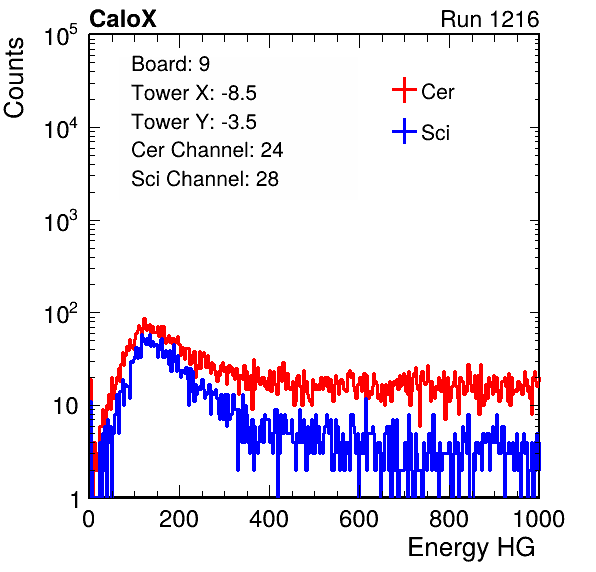 CaloX Run 1216
Counts
10^5
10^4
10^3
10^2
10
1
Board: 9
Tower X: -8.5
Tower Y: -3.5
Cer Channel: 24
Sci Channel: 28
Cer
Sci
0 200 400 600 800 1000
Energy HG